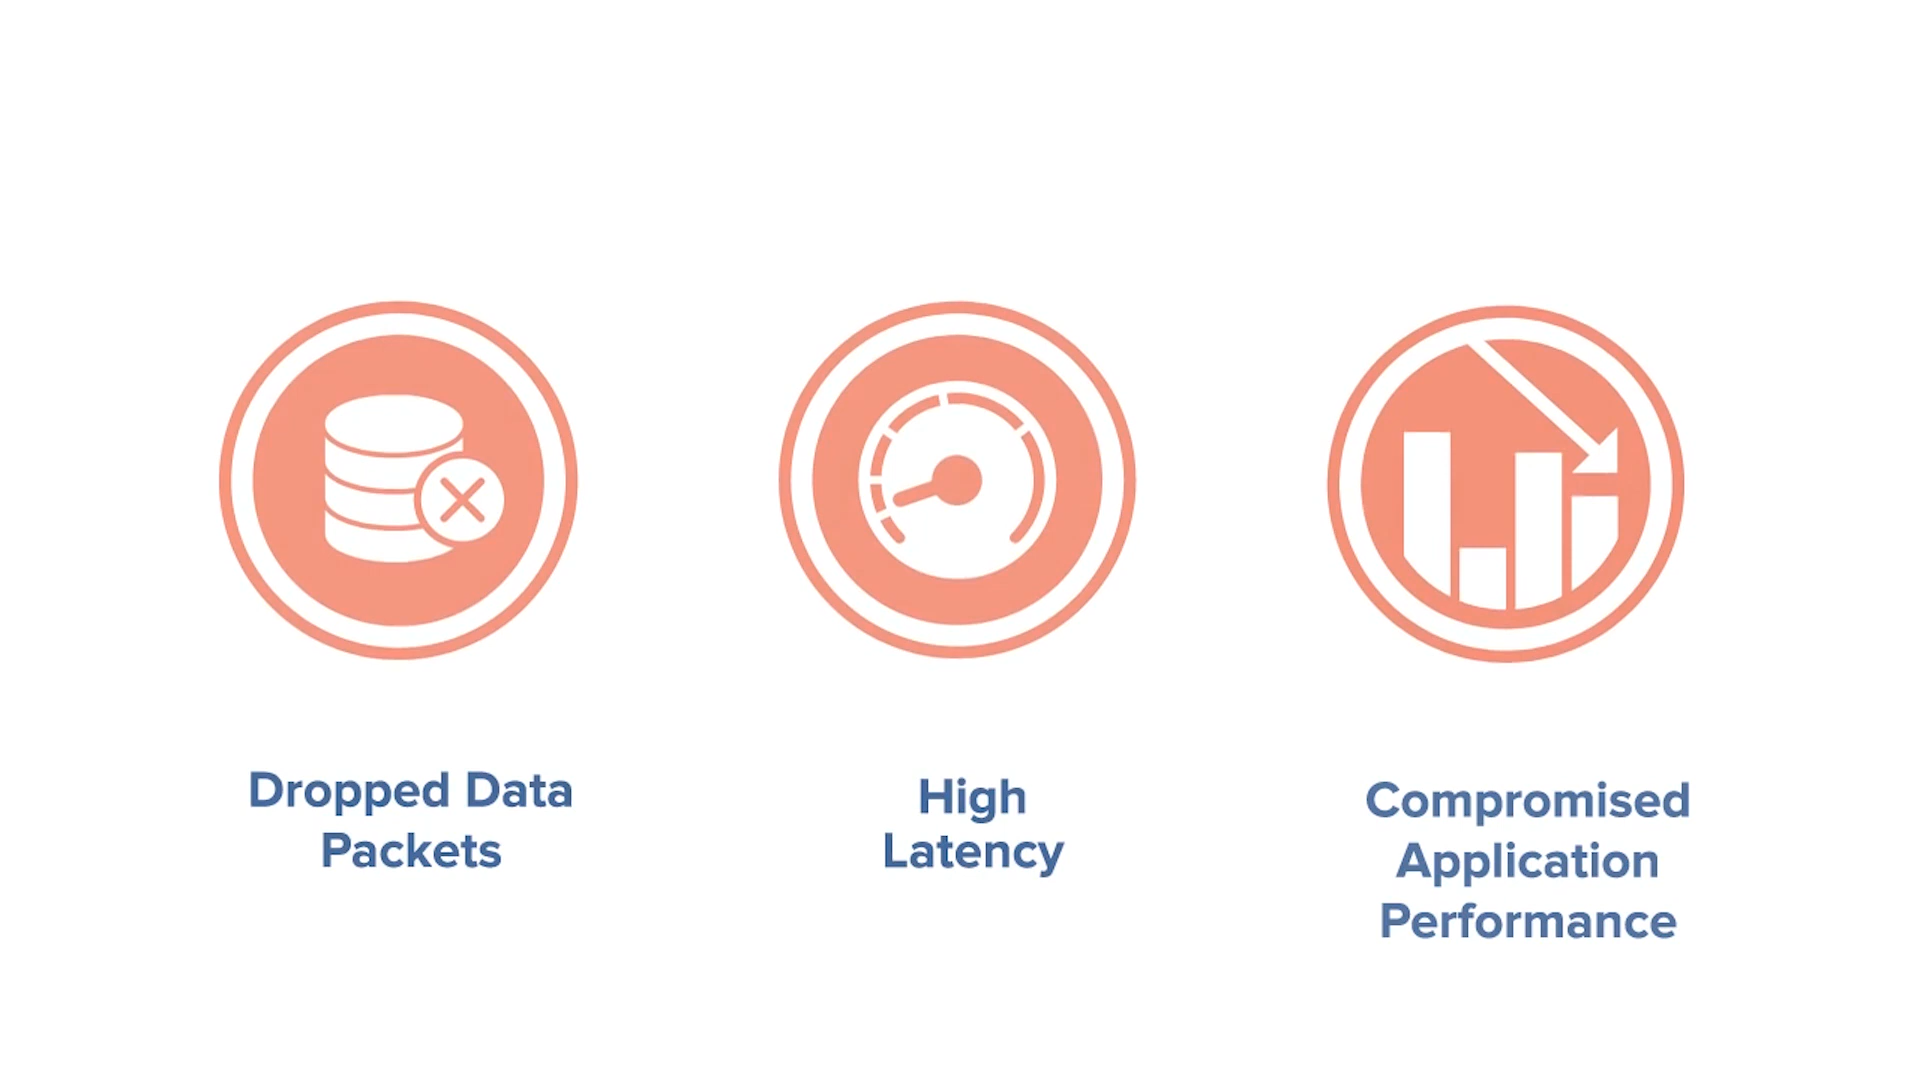 Dropped Data
Packets
High
Latency
Compromised
Application
Performance